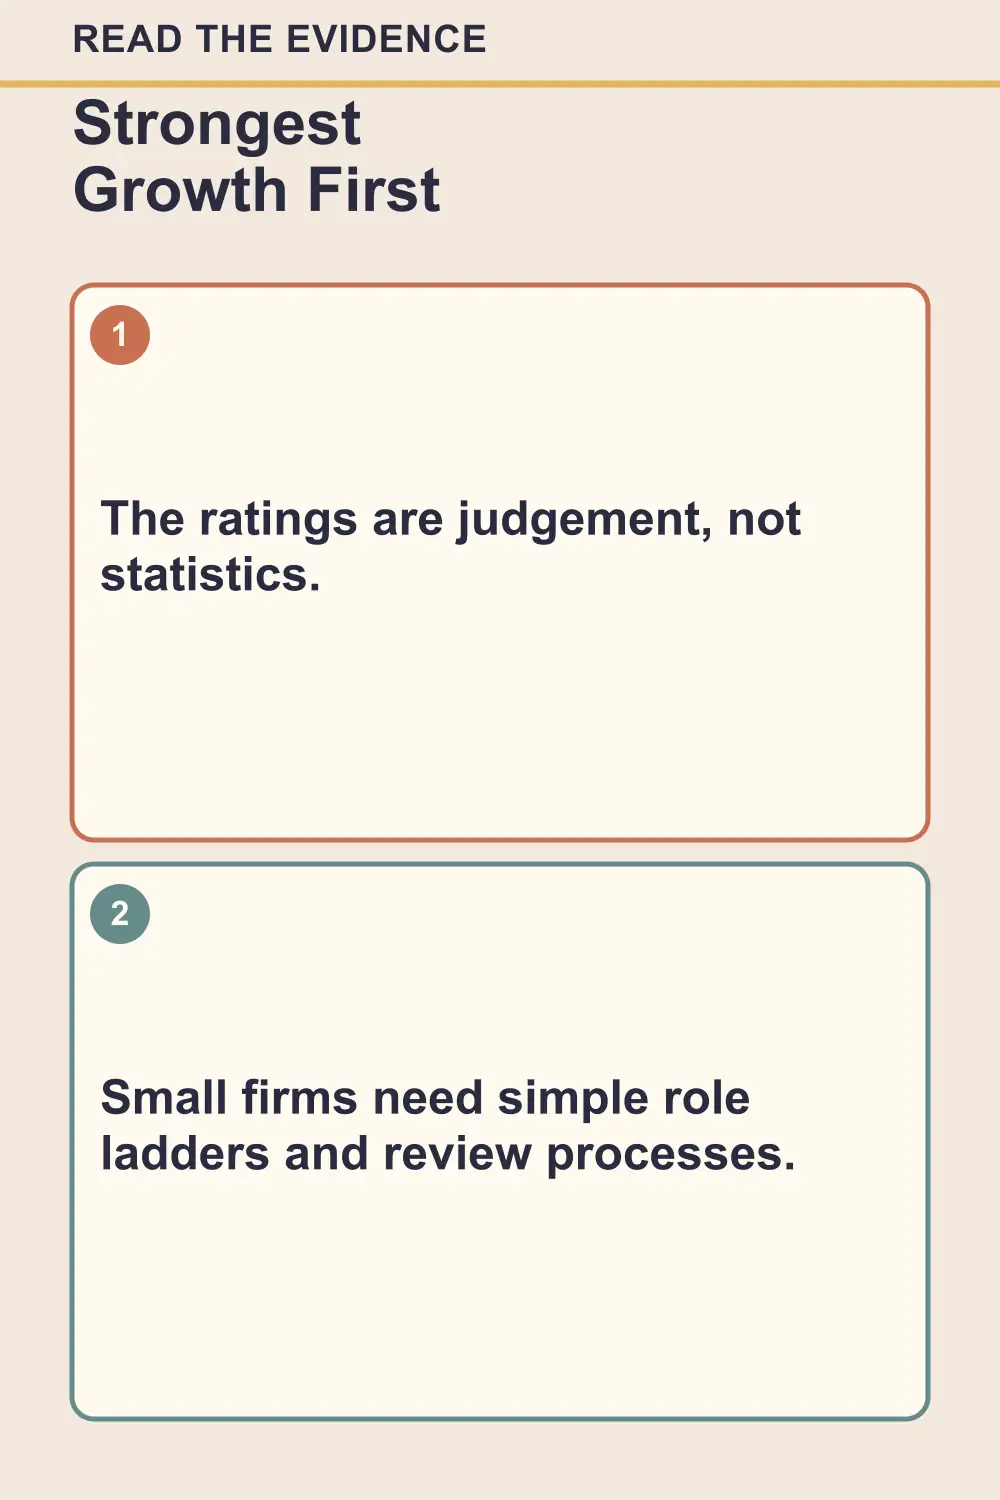 READ THE EVIDENCE
Strongest
Growth First
1
The ratings are judgement, not
statistics.
2
Small firms need simple role
ladders and review processes.